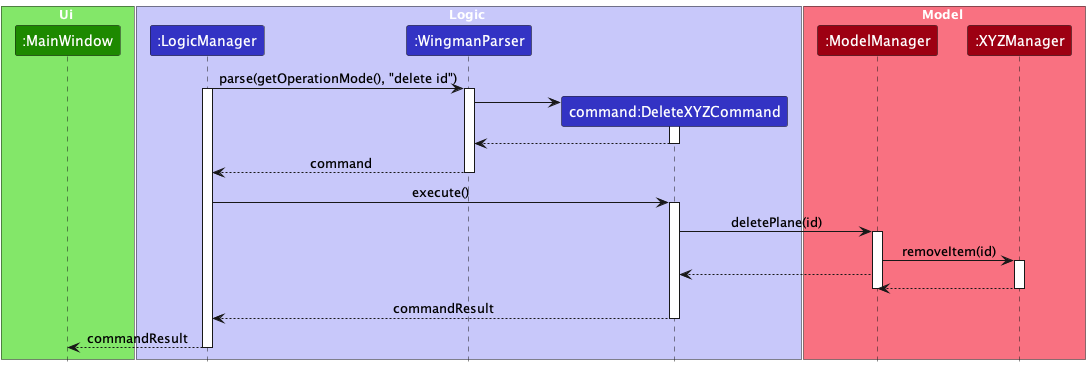 Ui
Logic
Model
:MainWindow
:LogicManager
:WingmanParser
:ModelManager
:XYZManager
parse(getOperationMode(), "delete id")
command:DeleteXYZCommand
command
execute()
deletePlane(id)
removeItem(id)
commandResult
commandResult